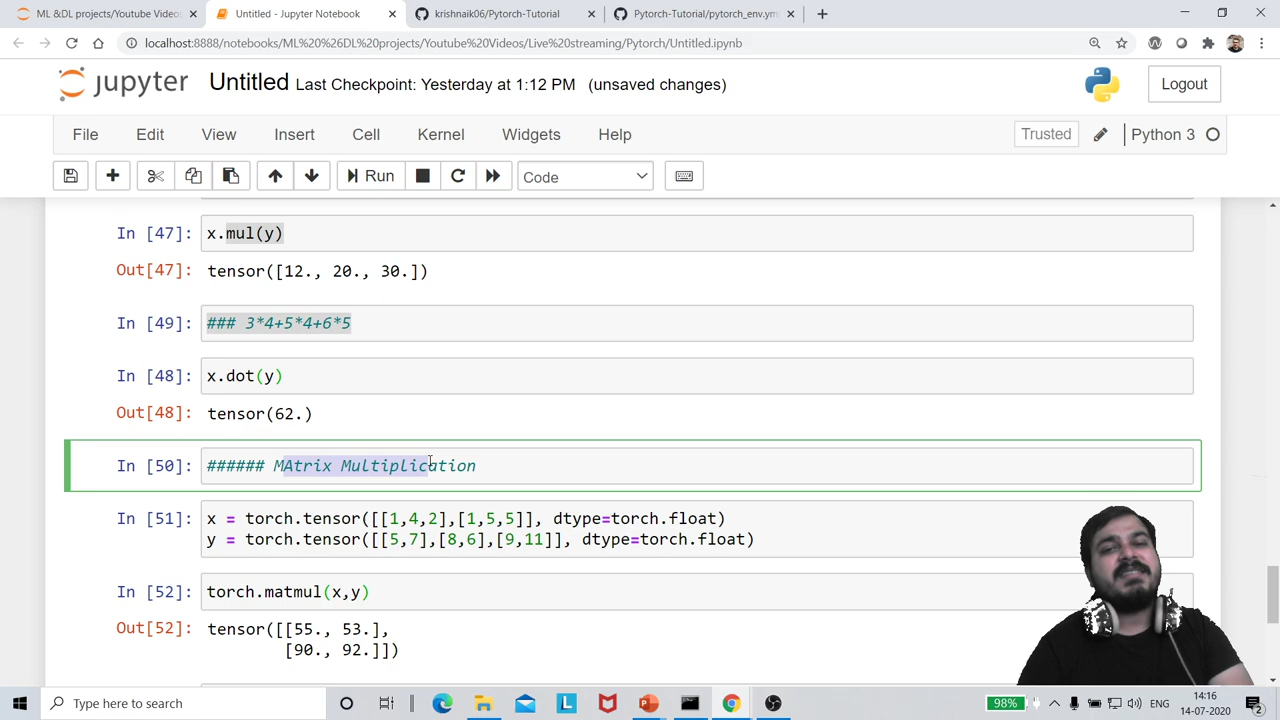 ML &DL projects/Youtube Videos
Untitled - Jupyter Notebook
krishnaik06/Pytorch-Tutorial
Pytorch-Tutorial/pytorch_env.ym
localhost:8888/notebooks/ML%20%26DL%20projects/Youtube%20Videos/Live%20streaming/Pytorch/Untitled.ipynb
jupyter Untitled Last Checkpoint: Yesterday at 1:12 PM (unsaved changes)
Logout
File Edit View Insert Cell Kernel Widgets Help
Trusted Python 3
Run Code
In [47]: x.mul(y)
Out[47]: tensor([12., 20., 30.])
In [49]: ### 3*4+5*4+6*5
In [48]: x.dot(y)
Out[48]: tensor(62.)
In [50]: ###### MAtrix Multiplication
In [51]: x = torch.tensor([[1,4,2],[1,5,5]], dtype=torch.float)
y = torch.tensor([[5,7],[8,6],[9,11]], dtype=torch.float)
In [52]: torch.matmul(x,y)
Out[52]: tensor([[55., 53.],
[90., 92.]])
Type here to search
98%
ENG
14:16
14-07-2020
2